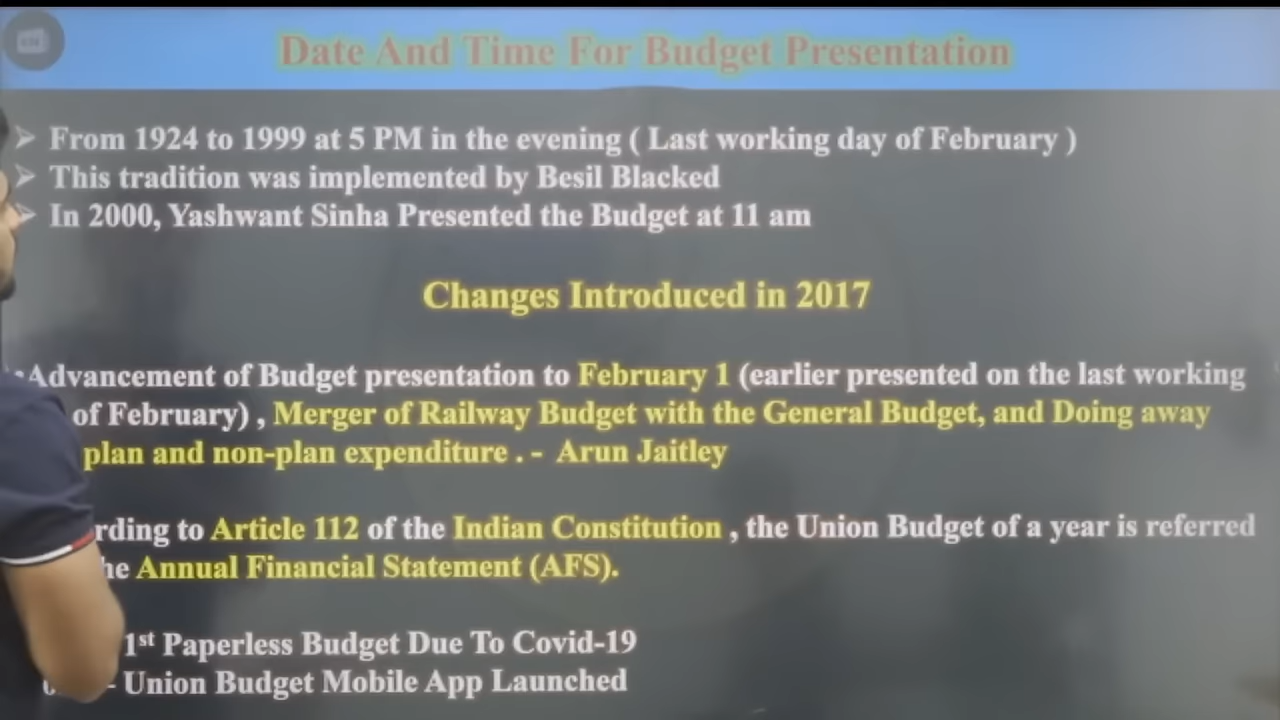 Date And Time For Budget Presentation
➤ From 1924 to 1999 at 5 PM in the evening ( Last working day of February )
➤ This tradition was implemented by Besil Blacked
➤ In 2000, Yashwant Sinha Presented the Budget at 11 am
Changes Introduced in 2017
•Advancement of Budget presentation to February 1 (earlier presented on the last working
of February) , Merger of Railway Budget with the General Budget, and Doing away
plan and non-plan expenditure . - Arun Jaitley
to Article 112 of the Indian Constitution , the Union Budget of a year is referred
Annual Financial Statement (AFS).
1st Paperless Budget Due To Covid-19
- Union Budget Mobile App Launched